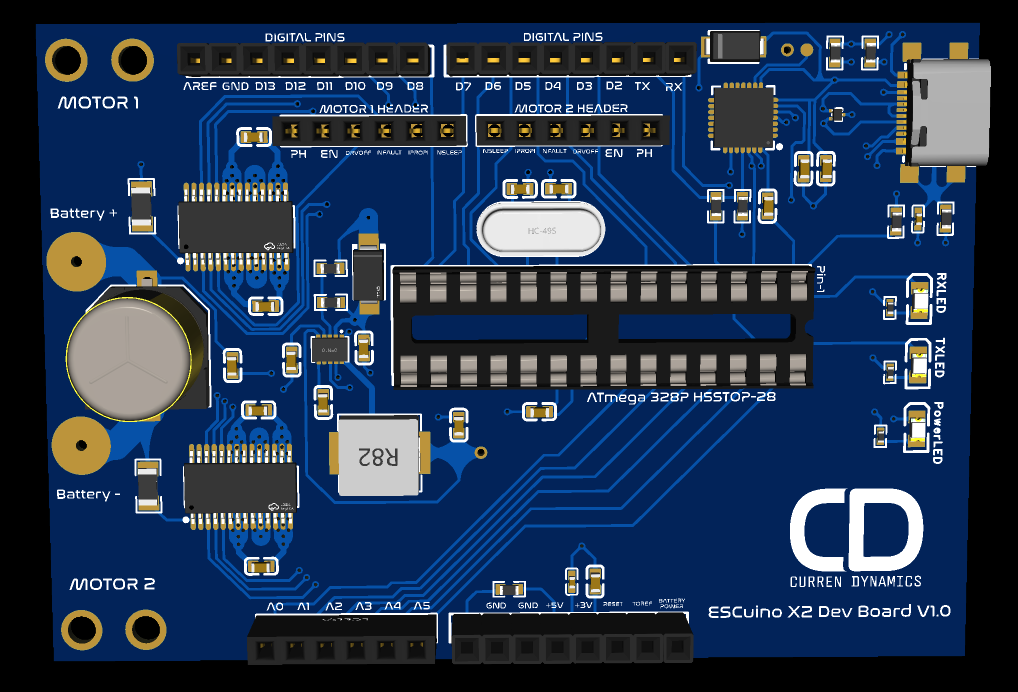 DIGITAL PINS
DIGITAL PINS
AREF GND D13 D12 D11 D10 D9 D8
D7 D6 D5 D4 D3 D2 TX RX
MOTOR 1
MOTOR 1 HEADER
MOTOR 2 HEADER
PH EN DRVOFF NFAULT IPROPI NSLEEP
NSLEEP IPROPI NFAULT DRVOFF EN PH
Battery +
HC-49S
Pin-1
RXLED
TXLED
ATmega 328P HSSTOP-28
PowerLED
R82
Battery -
CD
CURREN DYNAMICS
MOTOR 2
A0 A1 A2 A3 A4 A5
GND GND +5V +3V RESET IOREF BATTERY POWER
ESCuino X2 Dev Board V1.0